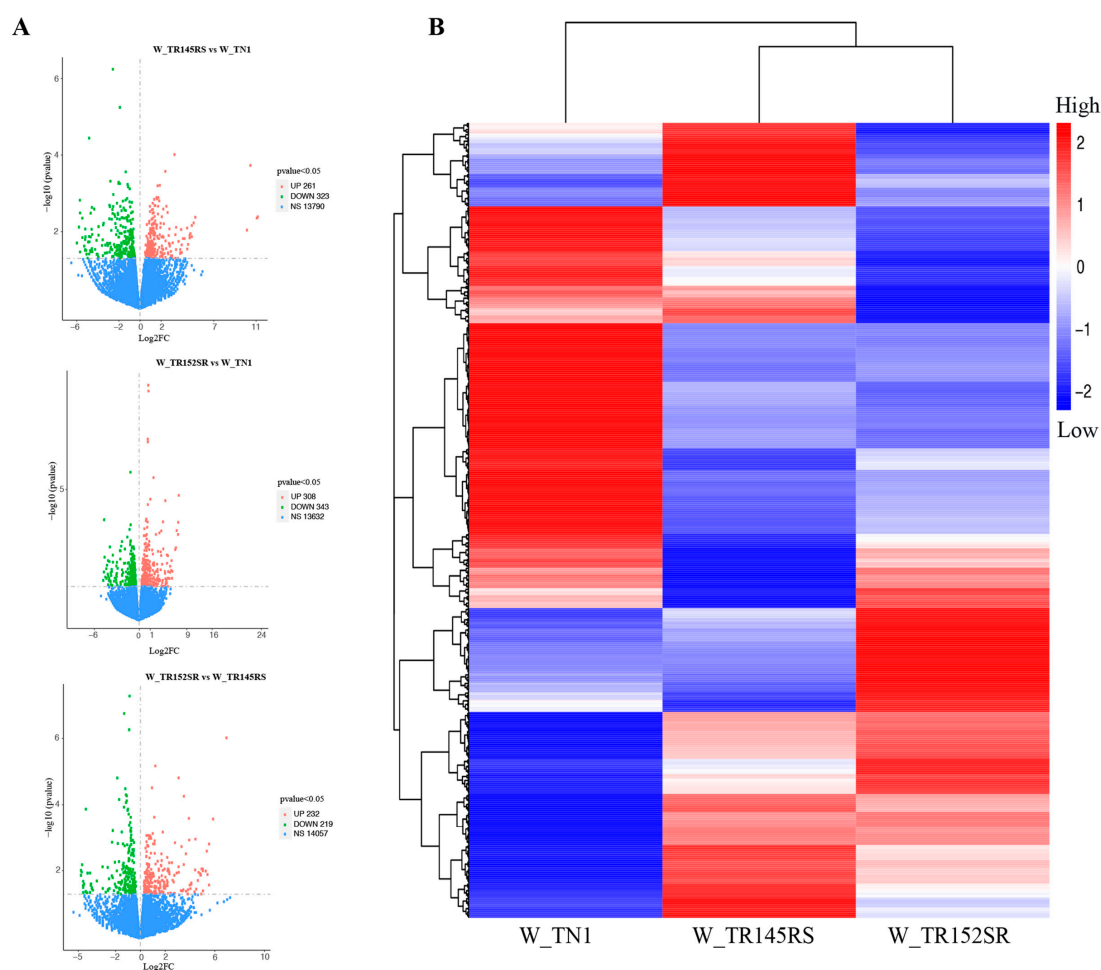 A
W_TR145RS vs W_TN1
6
4
2
−log10 (pvalue)
pvalue<0.05
UP 261
DOWN 323
NS 13790
−6 −2 0 2 7 11
Log2FC
W_TR152SR vs W_TN1
5
−log10 (pvalue)
pvalue<0.05
UP 308
DOWN 343
NS 13632
−6 0 3 9 16 24
Log2FC
W_TR152SR vs W_TR145RS
6
4
2
−log10 (pvalue)
pvalue<0.05
UP 232
DOWN 219
NS 14057
−4 0 2 6 10
Log2FC
B
High
2
1
0
−1
−2
Low
W_TN1 W_TR145RS W_TR152SR